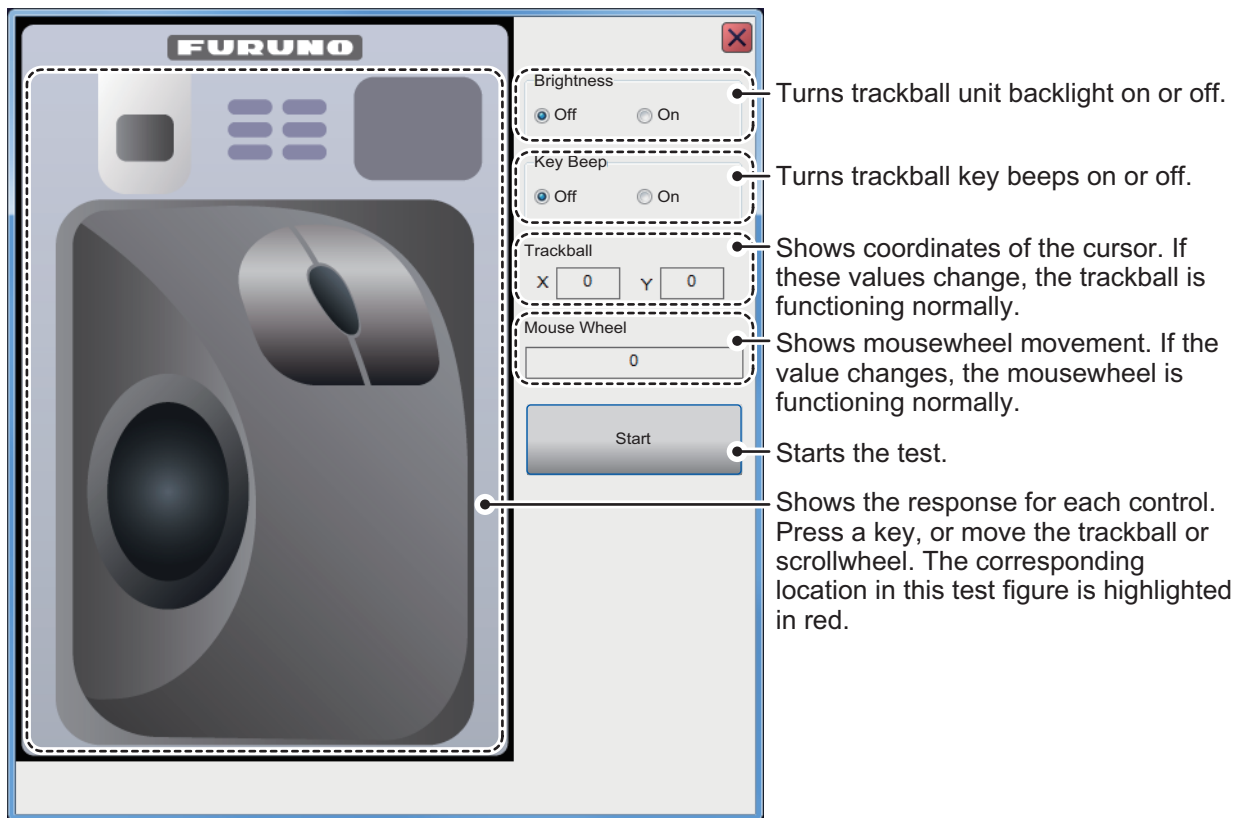 FURUNO
Brightness
Off On
Turns trackball unit backlight on or off.
Key Beep
Off On
Turns trackball key beeps on or off.
Trackball
X 0 Y 0
Shows coordinates of the cursor. If
these values change, the trackball is
functioning normally.
Mouse Wheel
0
Shows mousewheel movement. If the
value changes, the mousewheel is
functioning normally.
Start
Starts the test.
Shows the response for each control.
Press a key, or move the trackball or
scrollwheel. The corresponding
location in this test figure is highlighted
in red.